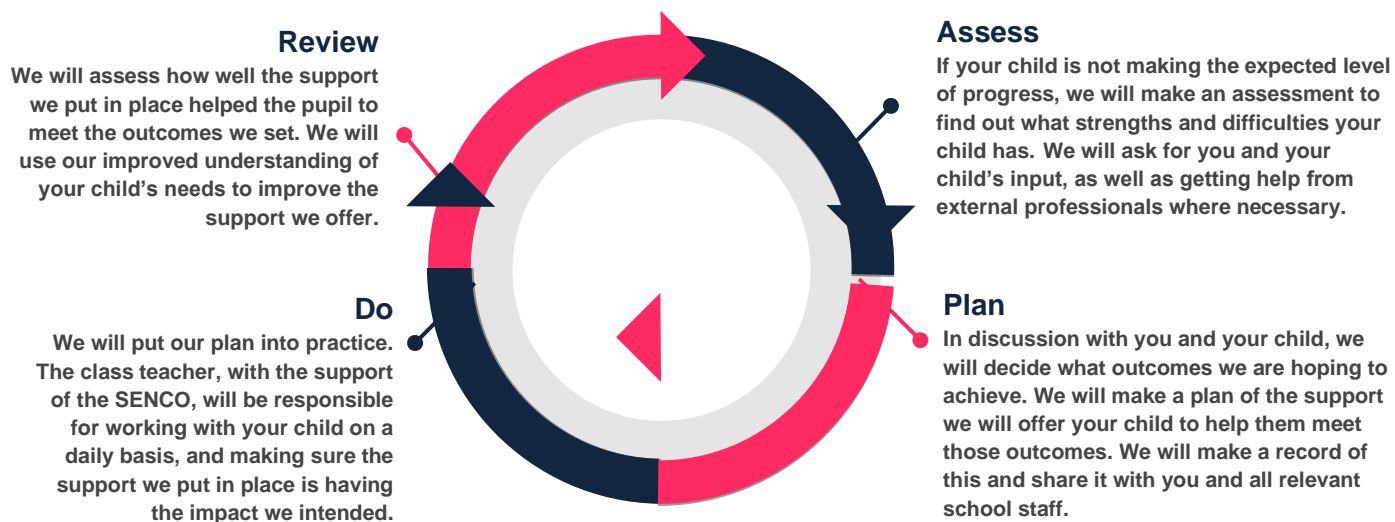 Review
We will assess how well the support
we put in place helped the pupil to
meet the outcomes we set. We will
use our improved understanding of
your child’s needs to improve the
support we offer.
Assess
If your child is not making the expected level
of progress, we will make an assessment to
find out what strengths and difficulties your
child has. We will ask for you and your
child’s input, as well as getting help from
external professionals where necessary.
Do
We will put our plan into practice.
The class teacher, with the support
of the SENCO, will be responsible
for working with your child on a
daily basis, and making sure the
support we put in place is having
the impact we intended.
Plan
In discussion with you and your child, we
will decide what outcomes we are hoping to
achieve. We will make a plan of the support
we will offer your child to help them meet
those outcomes. We will make a record of
this and share it with you and all relevant
school staff.